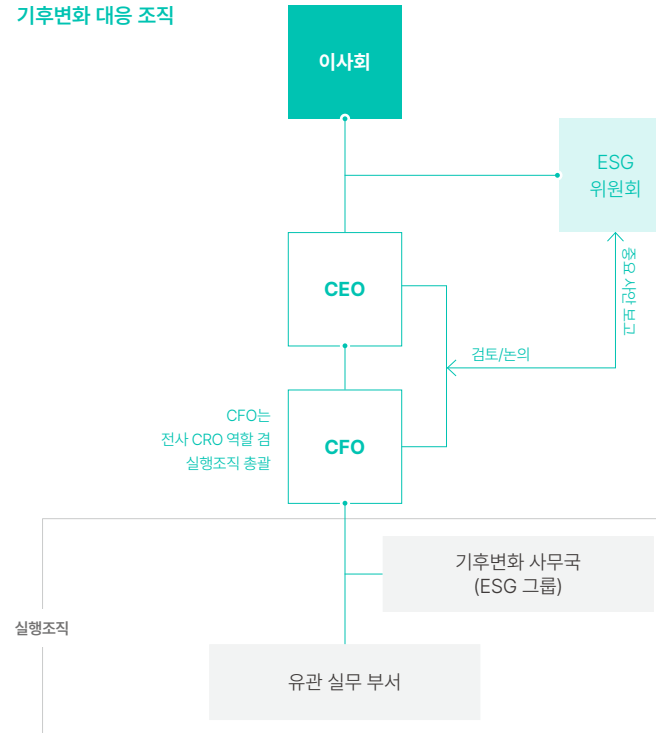 기후변화 대응 조직
이사회
ESG
위원회
중요 사안 보고
CEO
검토/논의
CFO는
전사 CRO 역할 겸
실행조직 총괄
CFO
기후변화 사무국
(ESG 그룹)
실행조직
유관 실무 부서